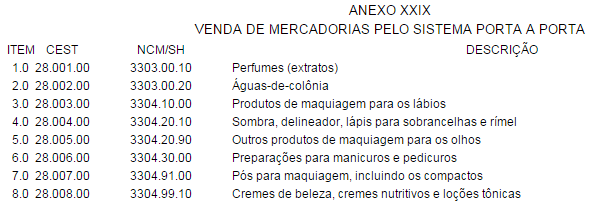 ANEXO XXIX
VENDA DE MERCADORIAS PELO SISTEMA PORTA A PORTA
ITEM CEST NCM/SH DESCRIÇÃO
1.0 28.001.00 3303.00.10 Perfumes (extratos)
2.0 28.002.00 3303.00.20 Águas-de-colônia
3.0 28.003.00 3304.10.00 Produtos de maquiagem para os lábios
4.0 28.004.00 3304.20.10 Sombra, delineador, lápis para sobrancelhas e rímel
5.0 28.005.00 3304.20.90 Outros produtos de maquiagem para os olhos
6.0 28.006.00 3304.30.00 Preparações para manicuros e pedicuros
7.0 28.007.00 3304.91.00 Pós para maquiagem, incluindo os compactos
8.0 28.008.00 3304.99.10 Cremes de beleza, cremes nutritivos e loções tônicas